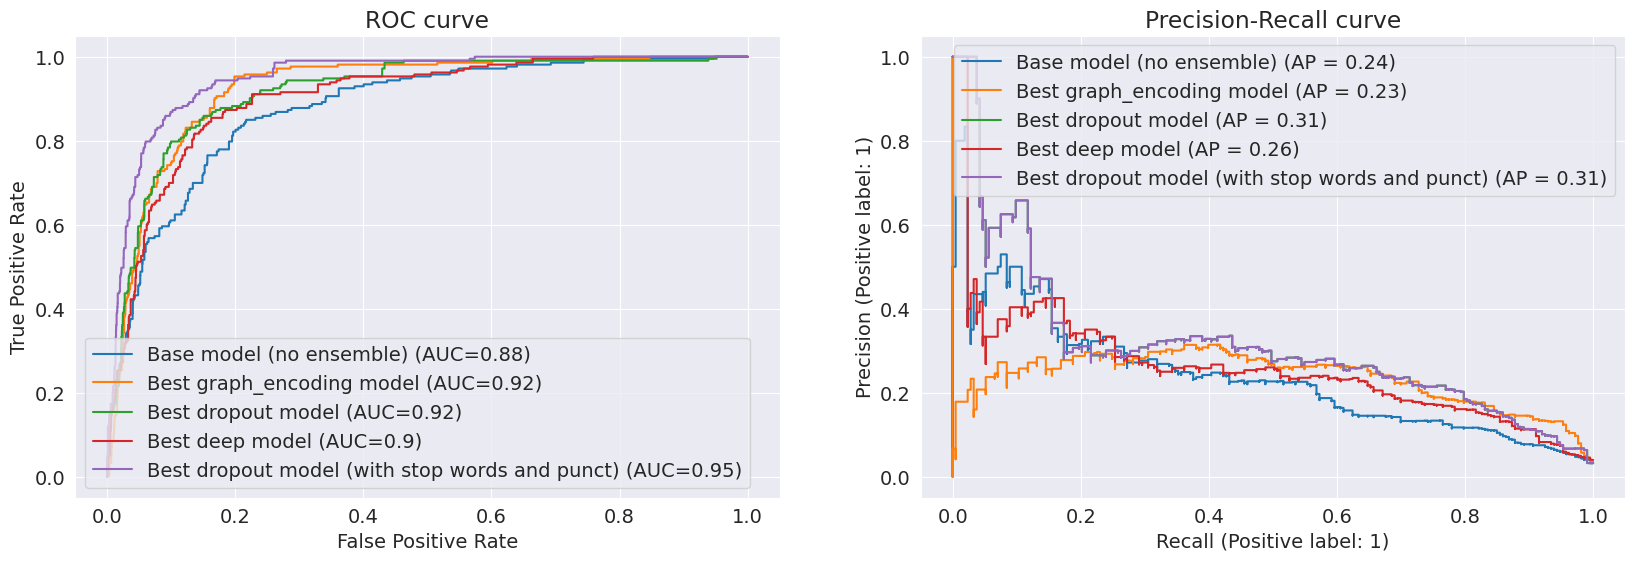 ROC curve
1.0
0.8
0.6
0.4
0.2
0.0
True Positive Rate
Base model (no ensemble) (AUC=0.88)
Best graph_encoding model (AUC=0.92)
Best dropout model (AUC=0.92)
Best deep model (AUC=0.9)
Best dropout model (with stop words and punct) (AUC=0.95)
0.0 0.2 0.4 0.6 0.8 1.0
False Positive Rate
Precision-Recall curve
1.0
0.8
0.6
0.4
0.2
0.0
Precision (Positive label: 1)
Base model (no ensemble) (AP = 0.24)
Best graph_encoding model (AP = 0.23)
Best dropout model (AP = 0.31)
Best deep model (AP = 0.26)
Best dropout model (with stop words and punct) (AP = 0.31)
0.0 0.2 0.4 0.6 0.8 1.0
Recall (Positive label: 1)